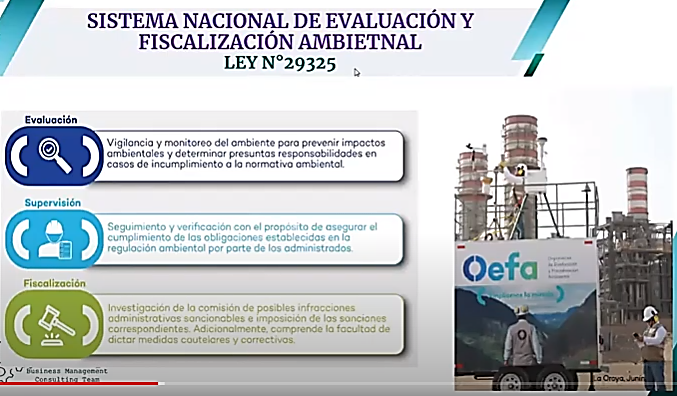 SISTEMA NACIONAL DE EVALUACIÓN Y
FISCALIZACIÓN AMBIETNAL
LEY N°29325
Evaluación
Vigilancia y monitoreo del ambiente para prevenir impactos
ambientales y determinar presuntas responsabilidades en
casos de incumplimiento a la normativa ambiental.
Supervisión
Seguimiento y verificación con el propósito de asegurar el
cumplimiento de las obligaciones establecidas en la
regulación ambiental por parte de los administrados.
Fiscalización
Investigación de la comisión de posibles infracciones
administrativas sancionables e imposición de las sanciones
correspondientes. Adicionalmente, comprende la facultad de
dictar medidas cautelares y correctivas.
Oefa
Organismo
de Evaluación
y Fiscalización
Ambiental
La Oroya, Junín
Business Management
Consulting Team